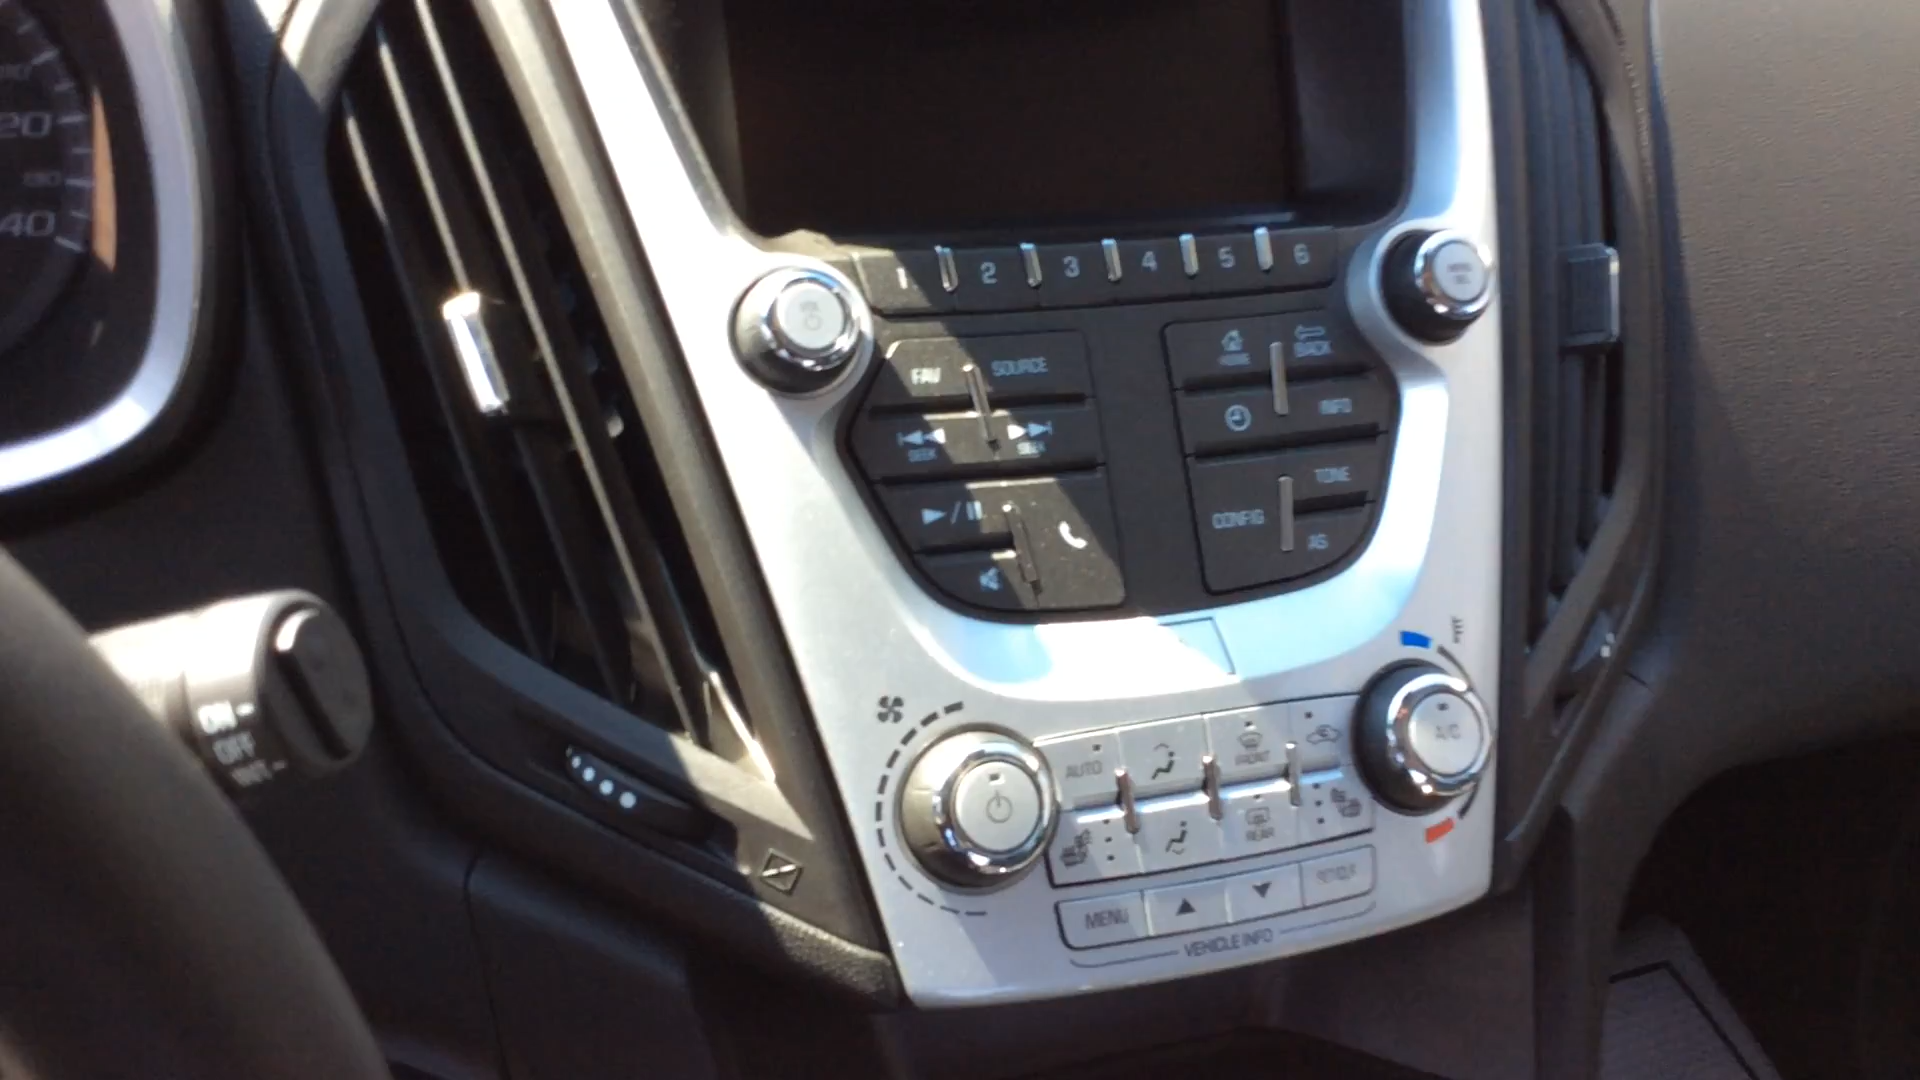 20
40
1 2 3 4 5 6
FAV SOURCE
HOME BACK
INFO
SEEK SEEK
TONE
CONFIG
AS
ON
OFF
AUTO
FRONT
A/C
REAR
MENU
VEHICLE INFO